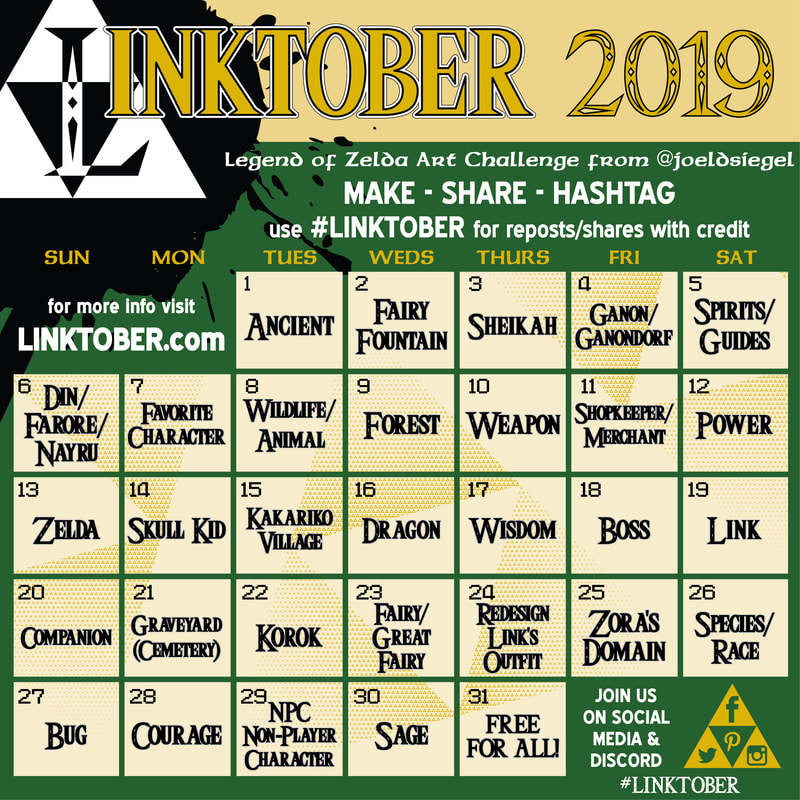 LINKTOBER 2019
Legend of Zelda Art Challenge from @joeldsiegel
MAKE - SHARE - HASHTAG
use #LINKTOBER for reposts/shares with credit
SUN MON TUES WEDS THURS FRI SAT
for more info visit
LINKTOBER.com
1
ANCIENT
2
FAIRY
FOUNTAIN
3
SHEIKAH
4
GANON/
GANONDORF
5
SPIRITS/
GUIDES
6
DIN/
FARORE/
NAYRU
7
FAVORITE
CHARACTER
8
WILDLIFE/
ANIMAL
9
FOREST
10
WEAPON
11
SHOPKEEPER/
MERCHANT
12
POWER
13
ZELDA
14
SKULL KID
15
KAKARIKO
VILLAGE
16
DRAGON
17
WISDOM
18
BOSS
19
LINK
20
COMPANION
21
GRAVEYARD
(CEMETERY)
22
KOROK
23
FAIRY/
GREAT
FAIRY
24
REDESIGN
LINK'S
OUTFIT
25
ZORA'S
DOMAIN
26
SPECIES/
RACE
27
BUG
28
COURAGE
29
NPC
NON-PLAYER
CHARACTER
30
SAGE
31
FREE
FOR ALL!
JOIN US
ON SOCIAL
MEDIA &
DISCORD
#LINKTOBER